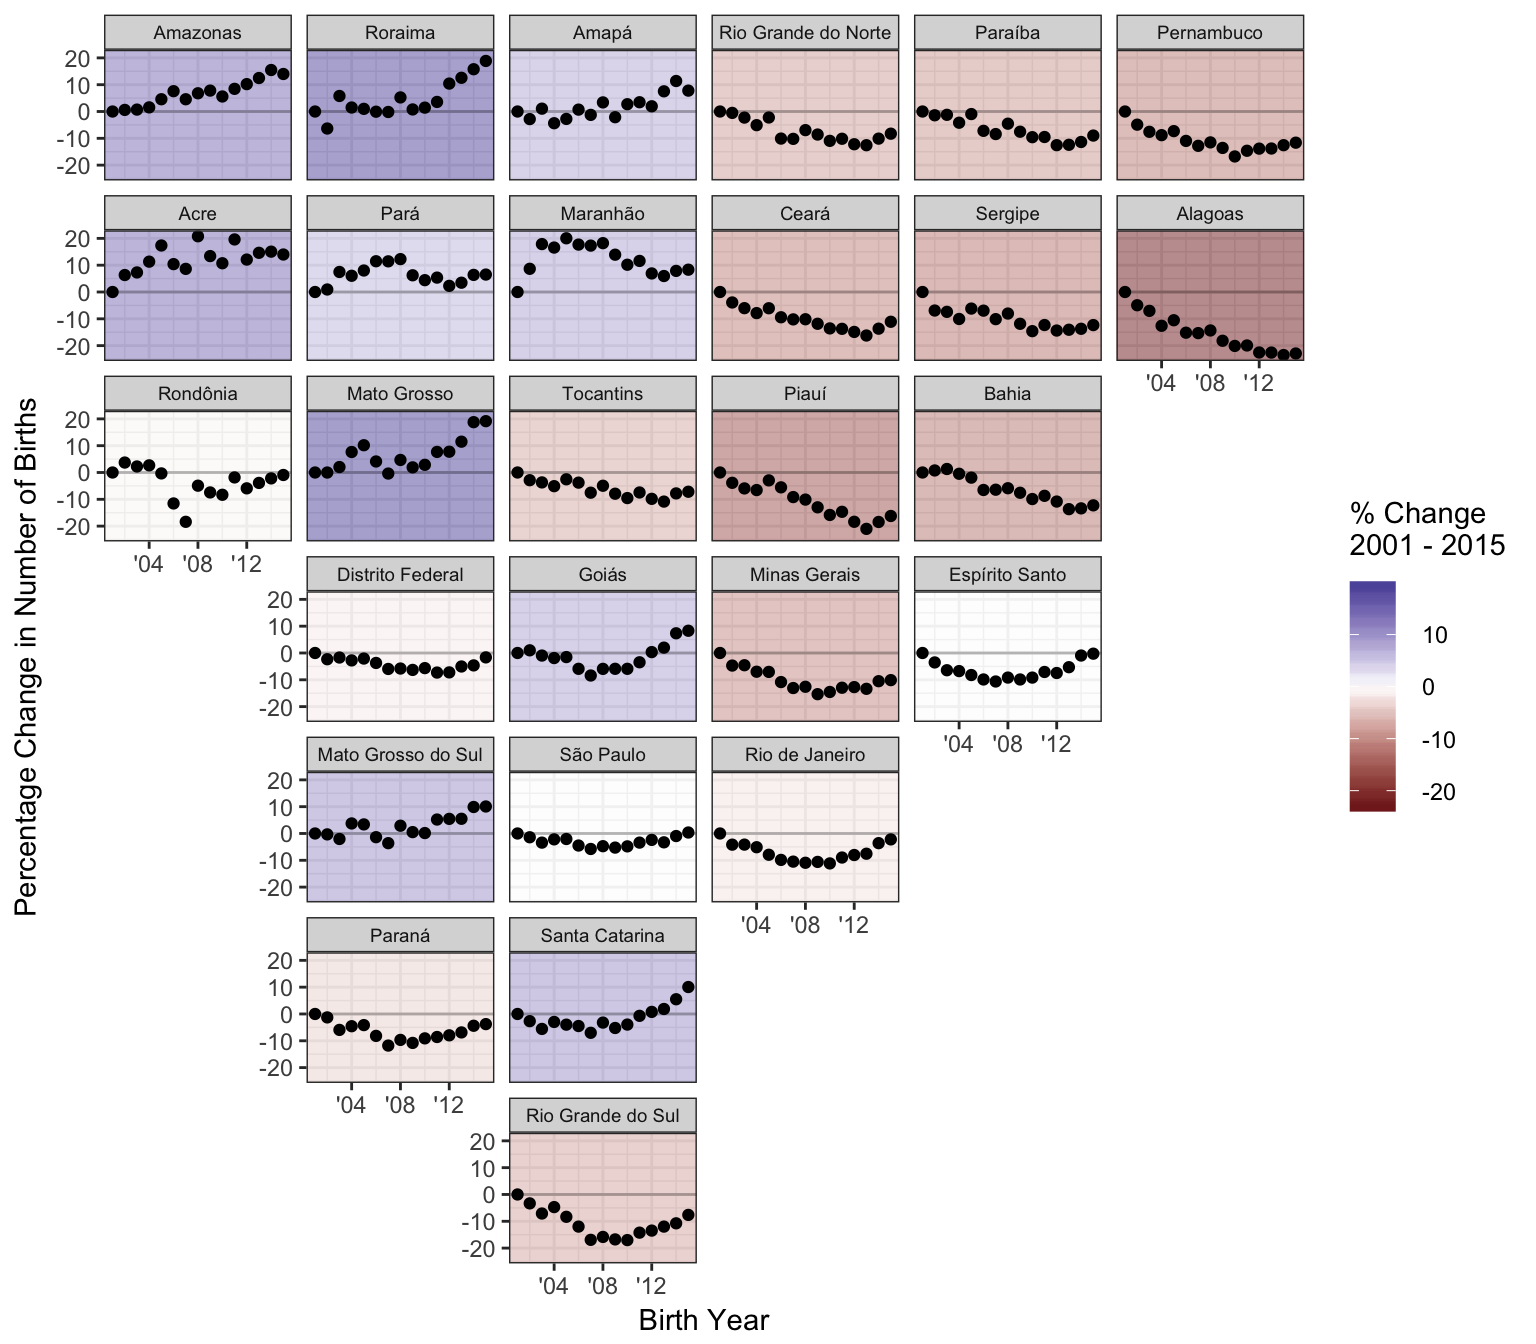 Amazonas Roraima Amapá Rio Grande do Norte Paraíba Pernambuco
20
10
0
-10
-20
Acre Pará Maranhão Ceará Sergipe Alagoas
20
10
0
-10
-20
'04 '08 '12
Rondônia Mato Grosso Tocantins Piauí Bahia
20
10
0
-10
-20
'04 '08 '12
Distrito Federal Goiás Minas Gerais Espírito Santo
20
10
0
-10
-20
'04 '08 '12
Mato Grosso do Sul São Paulo Rio de Janeiro
20
10
0
-10
-20
'04 '08 '12
Paraná Santa Catarina
20
10
0
-10
-20
'04 '08 '12
Rio Grande do Sul
20
10
0
-10
-20
'04 '08 '12
Birth Year
Percentage Change in Number of Births
% Change
2001 - 2015
10
0
-10
-20